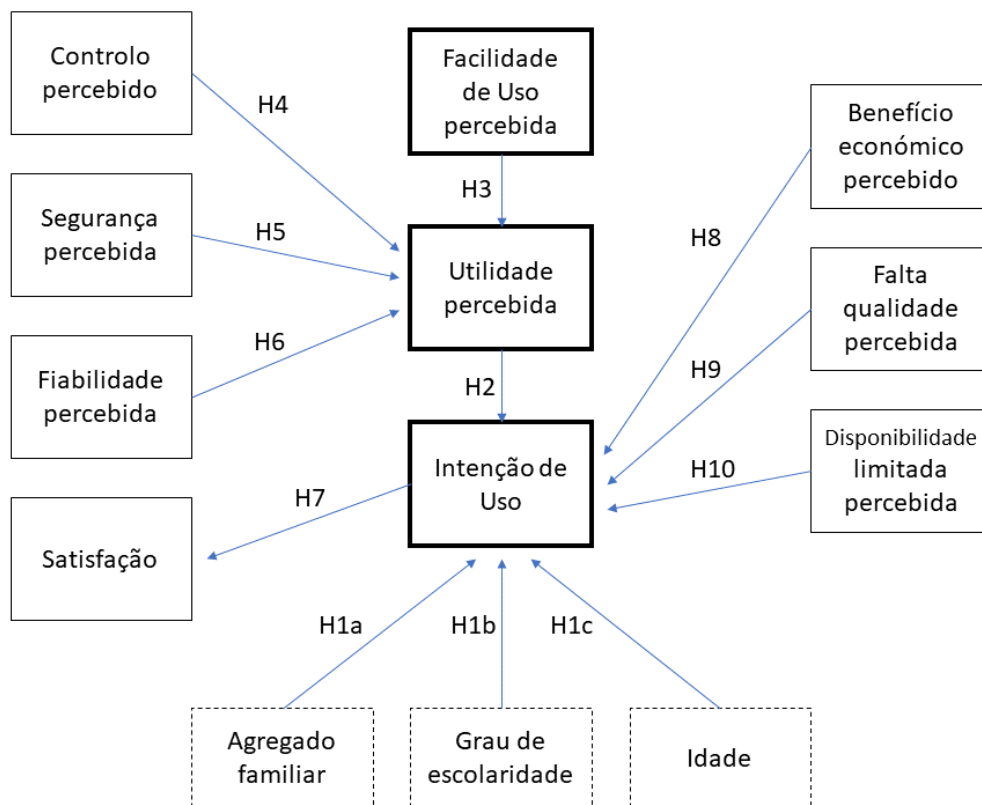 Controlo
percebido
Facilidade
de Uso
percebida
Benefício
económico
percebido
H4
H3
Segurança
percebida
H5
H8
Utilidade
percebida
Falta
qualidade
percebida
H6
Fiabilidade
percebida
H2
H9
Intenção de
Uso
Disponibilidade
limitada
percebida
H10
H7
Satisfação
H1a
H1b
H1c
Agregado
familiar
Grau de
escolaridade
Idade